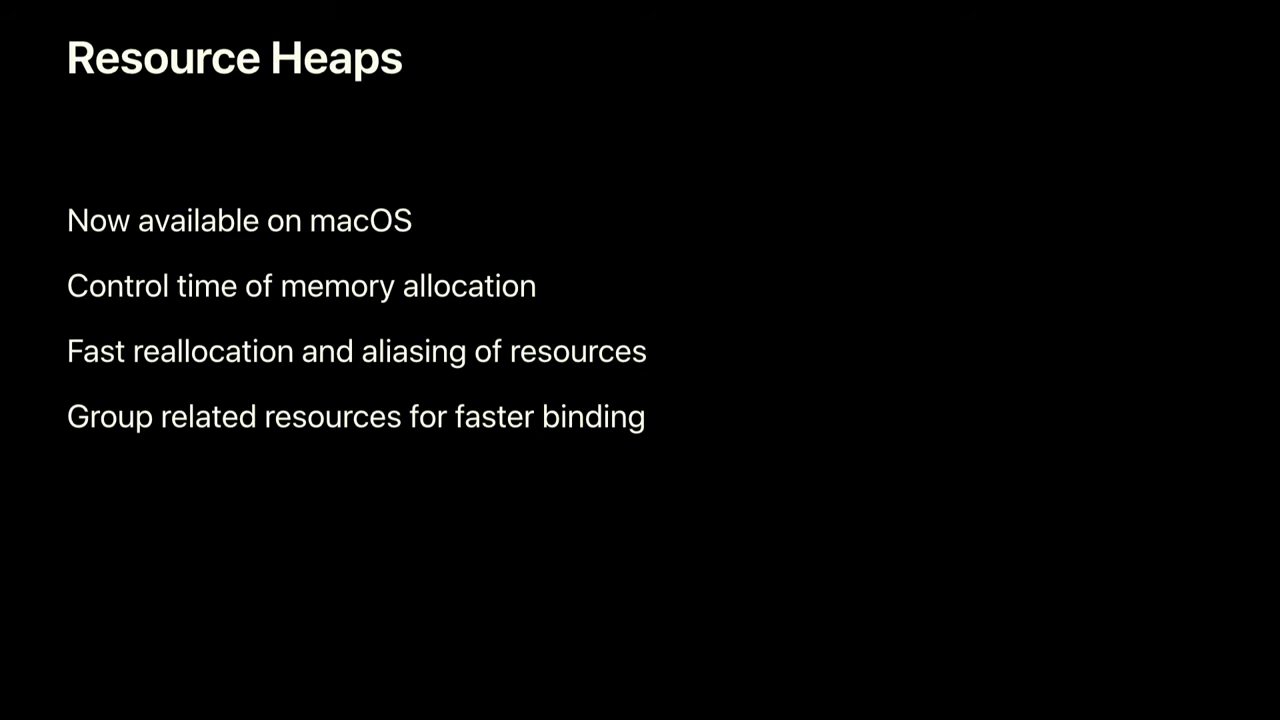 Resource Heaps
Now available on macOS
Control time of memory allocation
Fast reallocation and aliasing of resources
Group related resources for faster binding